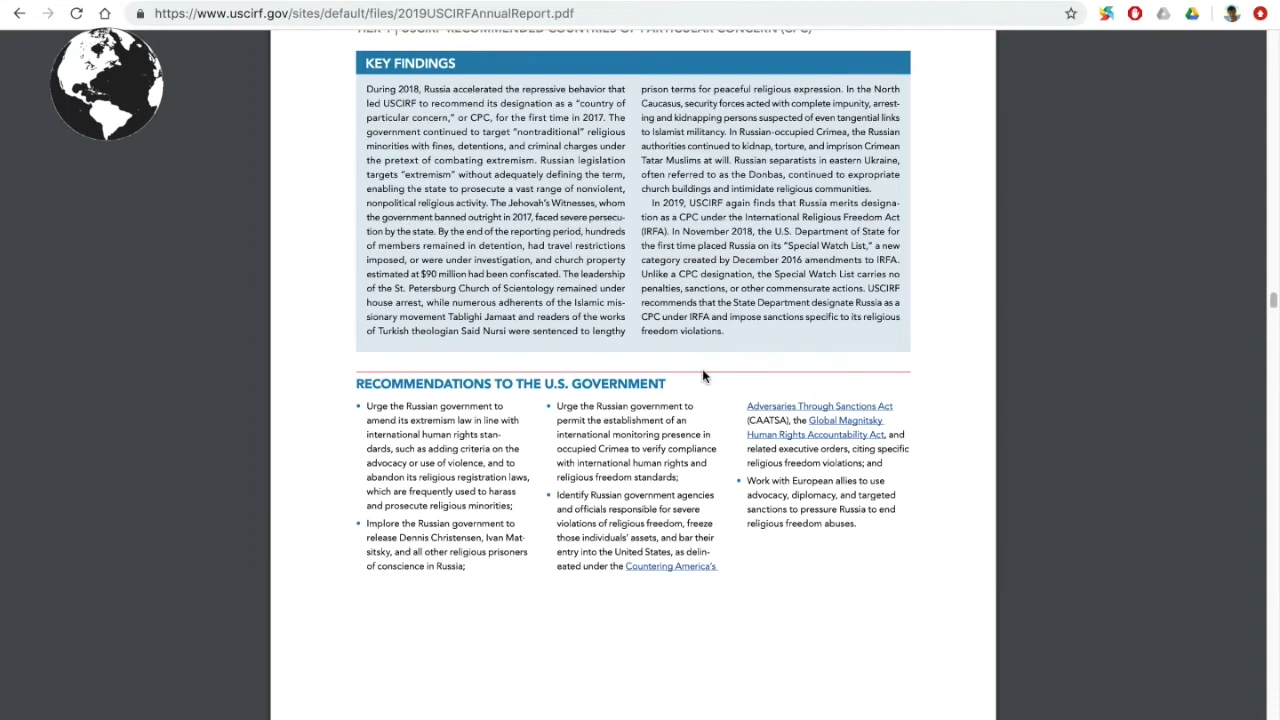 https://www.uscirf.gov/sites/default/files/2019USCIRFAnnualReport.pdf
TIER 1 | USCIRF-RECOMMENDED COUNTRIES OF PARTICULAR CONCERN (CPC)
KEY FINDINGS
During 2018, Russia accelerated the repressive behavior that
led USCIRF to recommend its designation as a “country of
particular concern,” or CPC, for the first time in 2017. The
government continued to target “nontraditional” religious
minorities with fines, detentions, and criminal charges under
the pretext of combating extremism. Russian legislation
targets “extremism” without adequately defining the term,
enabling the state to prosecute a vast range of nonviolent,
nonpolitical religious activity. The Jehovah’s Witnesses, whom
the government banned outright in 2017, faced severe persecu-
tion by the state. By the end of the reporting period, hundreds
of members remained in detention, had travel restrictions
imposed, or were under investigation, and church property
estimated at $90 million had been confiscated. The leadership
of the St. Petersburg Church of Scientology remained under
house arrest, while numerous adherents of the Islamic mis-
sionary movement Tablighi Jamaat and readers of the works
of Turkish theologian Said Nursi were sentenced to lengthy
prison terms for peaceful religious expression. In the North
Caucasus, security forces acted with complete impunity, arrest-
ing and kidnapping persons suspected of even tangential links
to Islamist militancy. In Russian-occupied Crimea, the Russian
authorities continued to kidnap, torture, and imprison Crimean
Tatar Muslims at will. Russian separatists in eastern Ukraine,
often referred to as the Donbas, continued to expropriate
church buildings and intimidate religious communities.
In 2019, USCIRF again finds that Russia merits designa-
tion as a CPC under the International Religious Freedom Act
(IRFA). In November 2018, the U.S. Department of State for
the first time placed Russia on its “Special Watch List,” a new
category created by December 2016 amendments to IRFA.
Unlike a CPC designation, the Special Watch List carries no
penalties, sanctions, or other commensurate actions. USCIRF
recommends that the State Department designate Russia as a
CPC under IRFA and impose sanctions specific to its religious
freedom violations.
RECOMMENDATIONS TO THE U.S. GOVERNMENT
• Urge the Russian government to
amend its extremism law in line with
international human rights stan-
dards, such as adding criteria on the
advocacy or use of violence, and to
abandon its religious registration laws,
which are frequently used to harass
and prosecute religious minorities;
• Implore the Russian government to
release Dennis Christensen, Ivan Mat-
sitsky, and all other religious prisoners
of conscience in Russia;
• Urge the Russian government to
permit the establishment of an
international monitoring presence in
occupied Crimea to verify compliance
with international human rights and
religious freedom standards;
• Identify Russian government agencies
and officials responsible for severe
violations of religious freedom, freeze
those individuals’ assets, and bar their
entry into the United States, as delin-
eated under the Countering America’s
Adversaries Through Sanctions Act
(CAATSA), the Global Magnitsky
Human Rights Accountability Act, and
related executive orders, citing specific
religious freedom violations; and
• Work with European allies to use
advocacy, diplomacy, and targeted
sanctions to pressure Russia to end
religious freedom abuses.